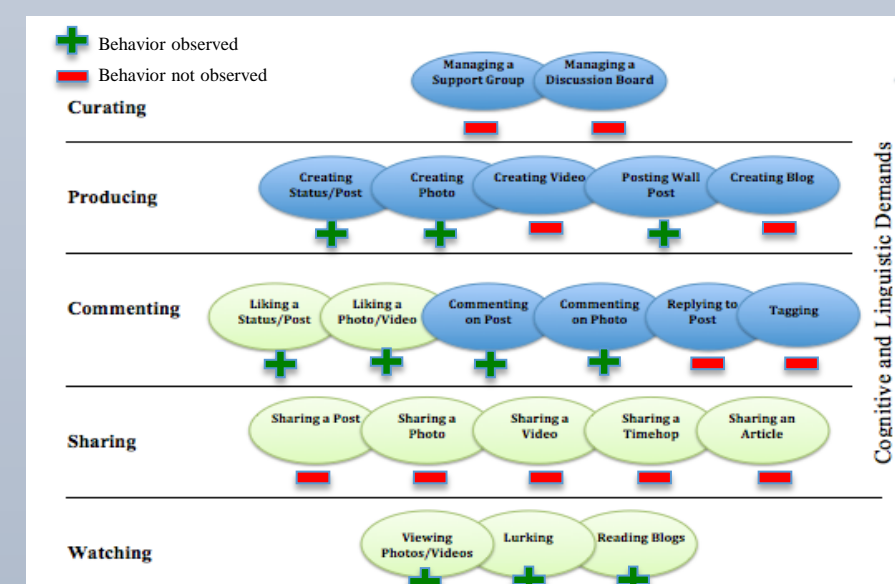 Behavior observed
Behavior not observed
Curating
Managing a
Support Group
Managing a
Discussion Board
Producing
Creating
Status/Post
Creating
Photo
Creating Video
Posting Wall
Post
Creating Blog
Commenting
Liking a
Status/Post
Liking a
Photo/Video
Commenting
on Post
Commenting
on Photo
Replying to
Post
Tagging
Sharing
Sharing a Post
Sharing a
Photo
Sharing a
Video
Sharing a
Timehop
Sharing an
Article
Watching
Viewing
Photos/Videos
Lurking
Reading Blogs
Cognitive and Linguistic Demands